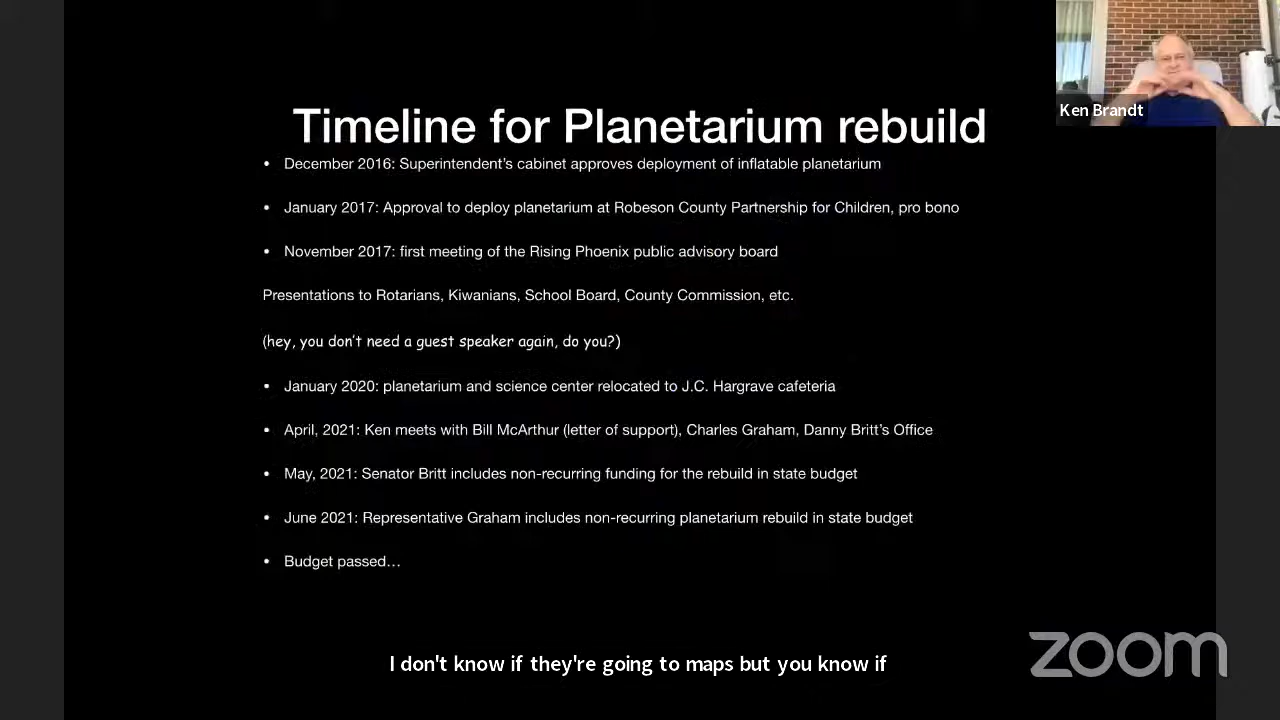 Ken Brandt
Timeline for Planetarium rebuild
• December 2016: Superintendent's cabinet approves deployment of inflatable planetarium
• January 2017: Approval to deploy planetarium at Robeson County Partnership for Children, pro bono
• November 2017: first meeting of the Rising Phoenix public advisory board
Presentations to Rotarians, Kiwanians, School Board, County Commission, etc.
(hey, you don't need a guest speaker again, do you?)
• January 2020: planetarium and science center relocated to J.C. Hargrave cafeteria
• April, 2021: Ken meets with Bill McArthur (letter of support), Charles Graham, Danny Britt's Office
• May, 2021: Senator Britt includes non-recurring funding for the rebuild in state budget
• June 2021: Representative Graham includes non-recurring planetarium rebuild in state budget
• Budget passed…
I don't know if they're going to maps but you know if
zoom